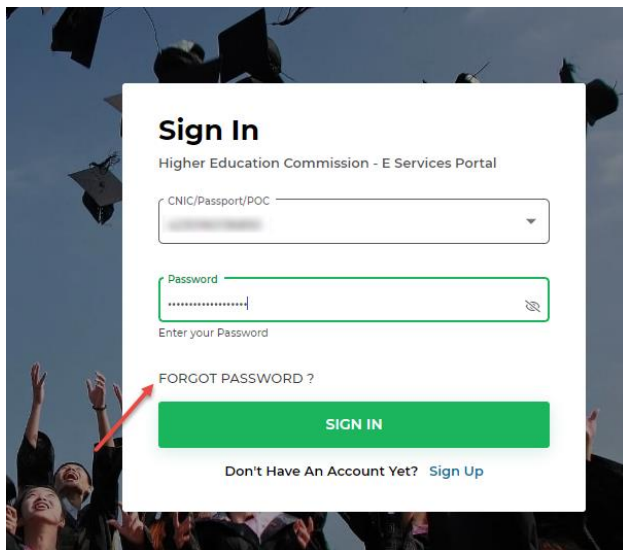 Sign In
Higher Education Commission - E Services Portal
CNIC/Passport/POC
Password
Enter your Password
FORGOT PASSWORD ?
SIGN IN
Don't Have An Account Yet? Sign Up